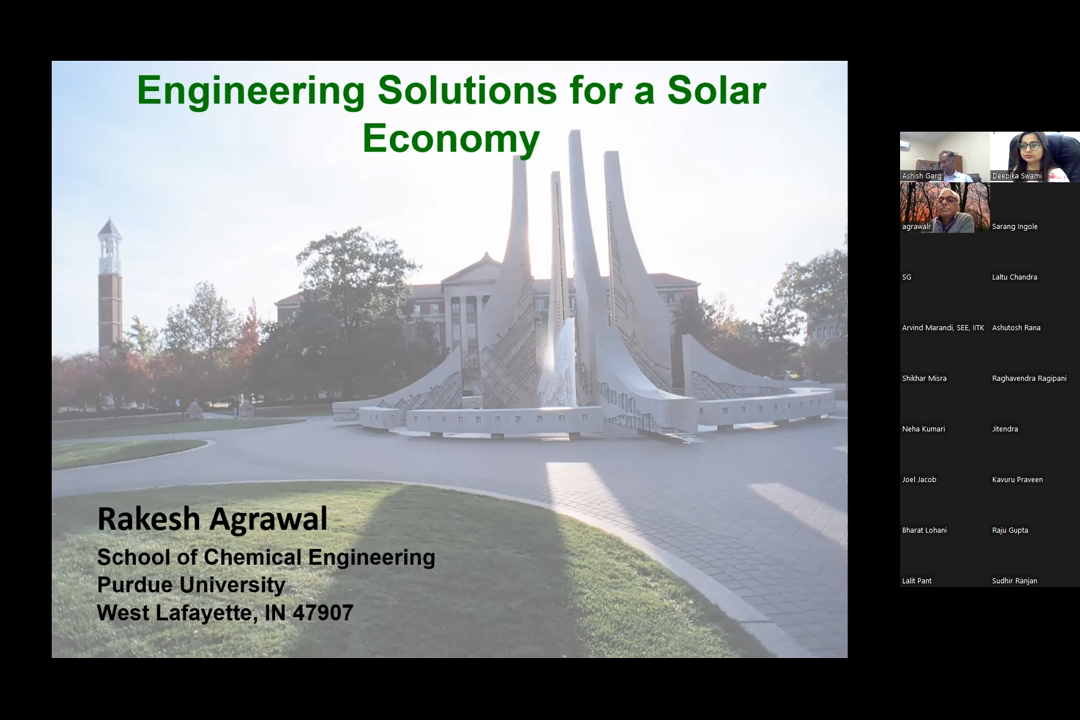 Engineering Solutions for a Solar
Economy
Rakesh Agrawal
School of Chemical Engineering
Purdue University
West Lafayette, IN 47907
Ashish Garg
Deepika Swami
agrawalr
Sarang Ingole
SG
Laltu Chandra
Arvind Marandi, SEE, IITK
Ashutosh Rana
Shikhar Misra
Raghavendra Ragipani
Neha Kumari
Jitendra
Joel Jacob
Kavuru Praveen
Bharat Lohani
Raju Gupta
Lalit Pant
Sudhir Ranjan